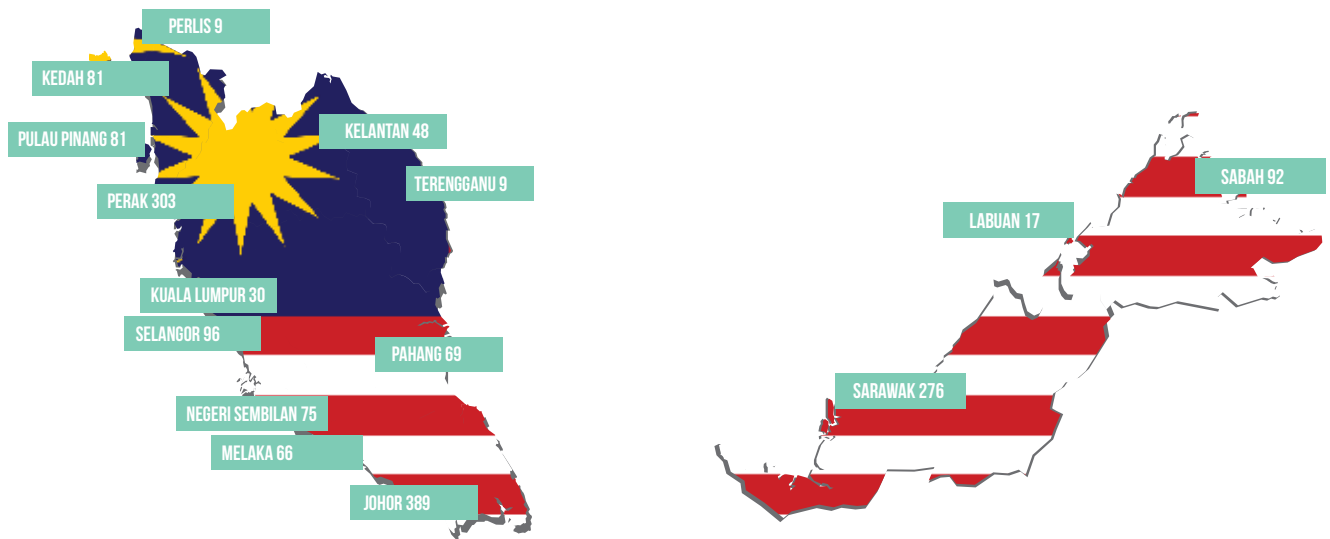 PERLIS 9
KEDAH 81
PULAU PINANG 81
KELANTAN 48
TERENGGANU 9
PERAK 303
KUALA LUMPUR 30
SELANGOR 96
PAHANG 69
NEGERI SEMBILAN 75
MELAKA 66
JOHOR 389
SABAH 92
LABUAN 17
SARAWAK 276